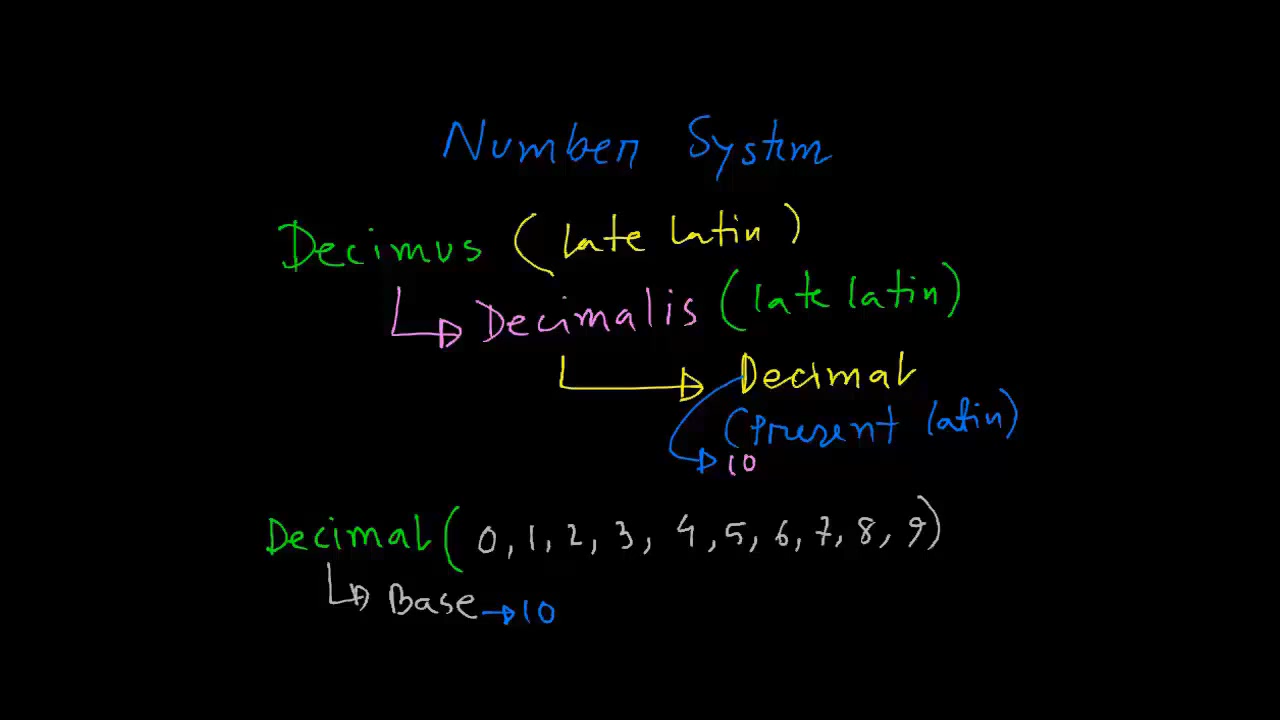 Number System
Decimus (late latin)
Decimalis (late latin)
Decimal
(Present latin)
10
Decimal (0, 1, 2, 3, 4, 5, 6, 7, 8, 9)
Base → 10